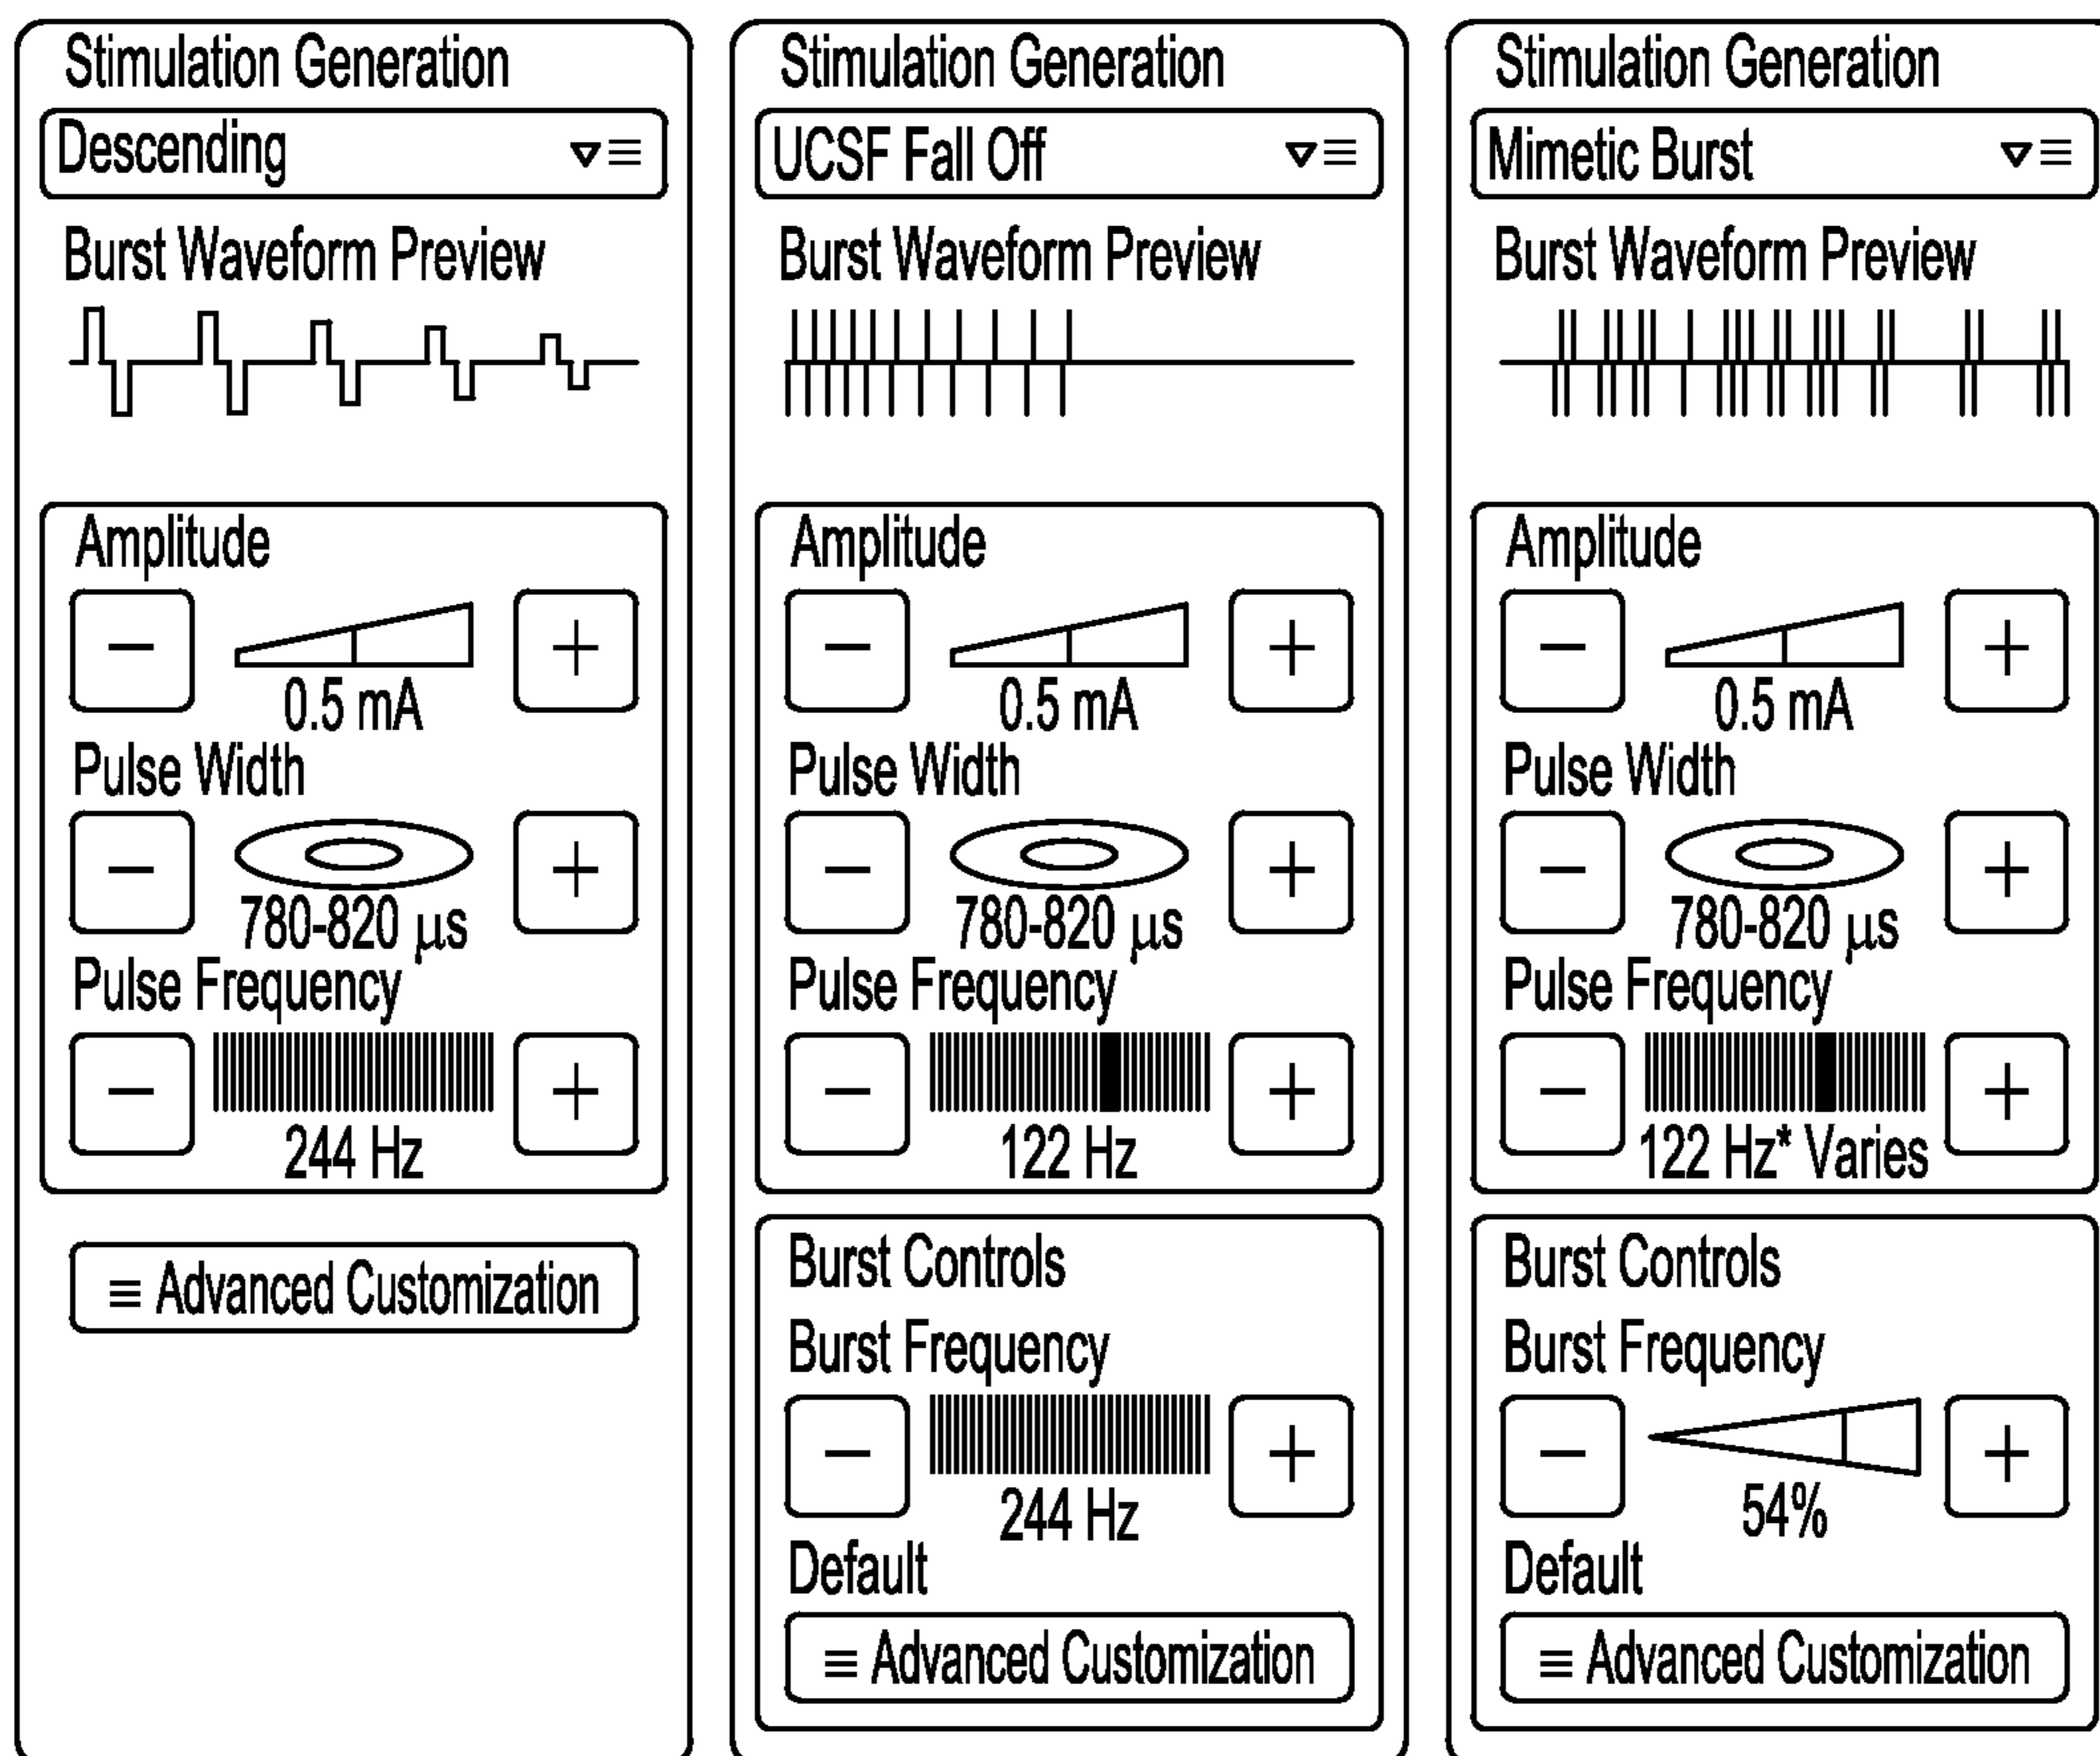 Stimulation Generation
Descending
Burst Waveform Preview
Amplitude
− +
0.5 mA
Pulse Width
− +
780-820 µs
Pulse Frequency
− +
244 Hz
≡ Advanced Customization
Stimulation Generation
UCSF Fall Off
Burst Waveform Preview
Amplitude
− +
0.5 mA
Pulse Width
− +
780-820 µs
Pulse Frequency
− +
122 Hz
Burst Controls
Burst Frequency
− +
244 Hz
Default
≡ Advanced Customization
Stimulation Generation
Mimetic Burst
Burst Waveform Preview
Amplitude
− +
0.5 mA
Pulse Width
− +
780-820 µs
Pulse Frequency
− +
122 Hz* Varies
Burst Controls
Burst Frequency
− +
54%
Default
≡ Advanced Customization